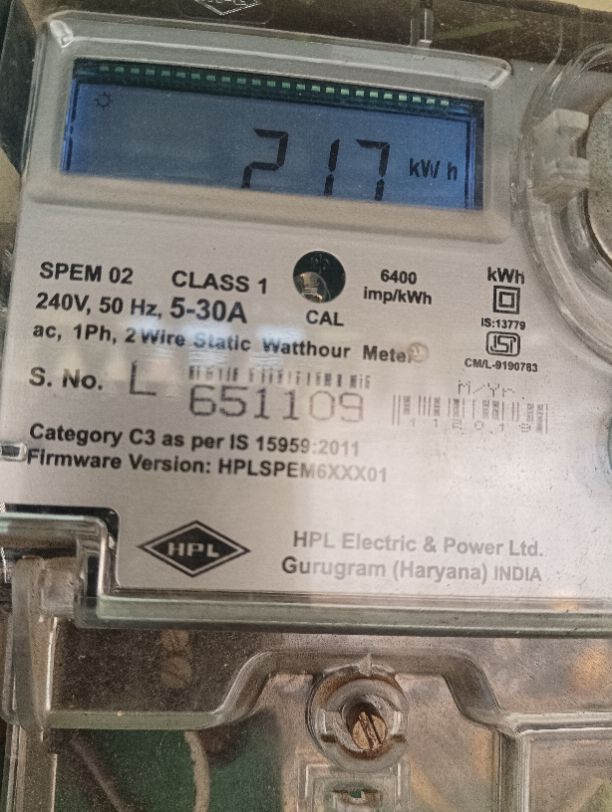 217 kWh
SPEM 02 CLASS 1 6400 imp/kWh kWh
240V, 50 Hz, 5-30A CAL IS:13779
ac, 1Ph, 2 Wire Static Watthour Meter ISI
CM/L-9190783
S. No. L 651109 M/Yr.
Category C3 as per IS 15959:2011
Firmware Version: HPLSPEM6XXX01
HPL
HPL Electric & Power Ltd.
Gurugram (Haryana) INDIA